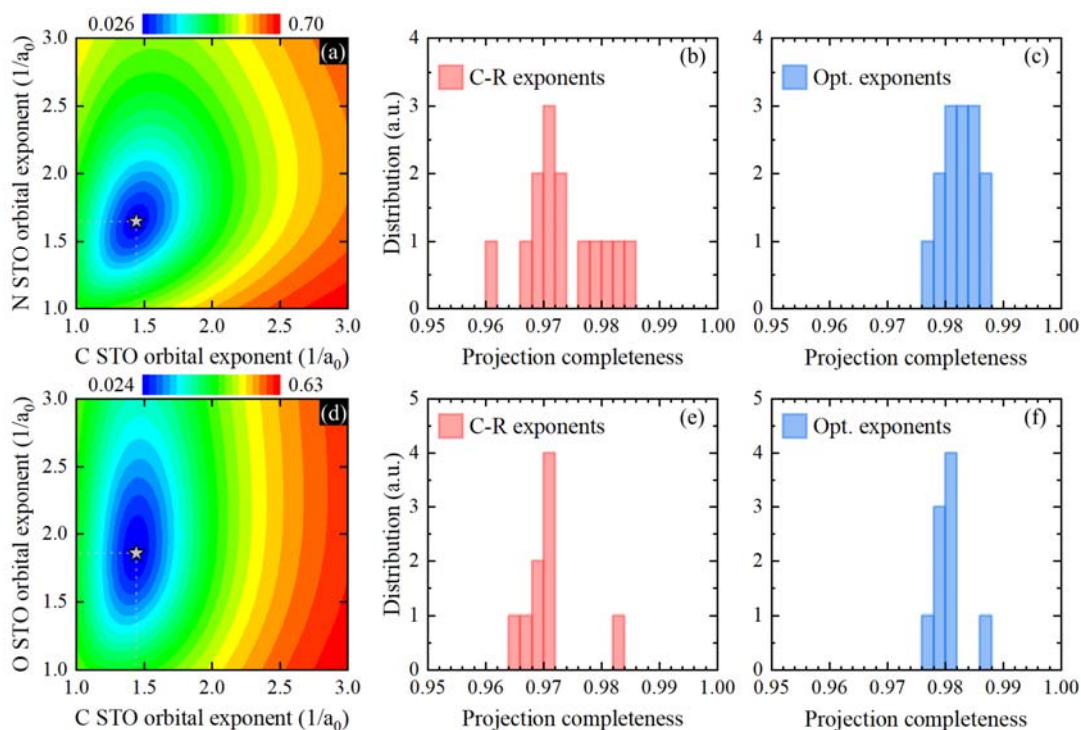 0.026 0.70
(a)
N STO orbital exponent (1/a0)
3.0
2.5
2.0
1.5
1.0
1.0 1.5 2.0 2.5 3.0
C STO orbital exponent (1/a0)
(b)
C-R exponents
Distribution (a.u.)
4
3
2
1
0
0.95 0.96 0.97 0.98 0.99 1.00
Projection completeness
(c)
Opt. exponents
4
3
2
1
0
0.95 0.96 0.97 0.98 0.99 1.00
Projection completeness
0.024 0.63
(d)
O STO orbital exponent (1/a0)
3.0
2.5
2.0
1.5
1.0
1.0 1.5 2.0 2.5 3.0
C STO orbital exponent (1/a0)
(e)
C-R exponents
Distribution (a.u.)
5
4
3
2
1
0
0.95 0.96 0.97 0.98 0.99 1.00
Projection completeness
(f)
Opt. exponents
5
4
3
2
1
0
0.95 0.96 0.97 0.98 0.99 1.00
Projection completeness